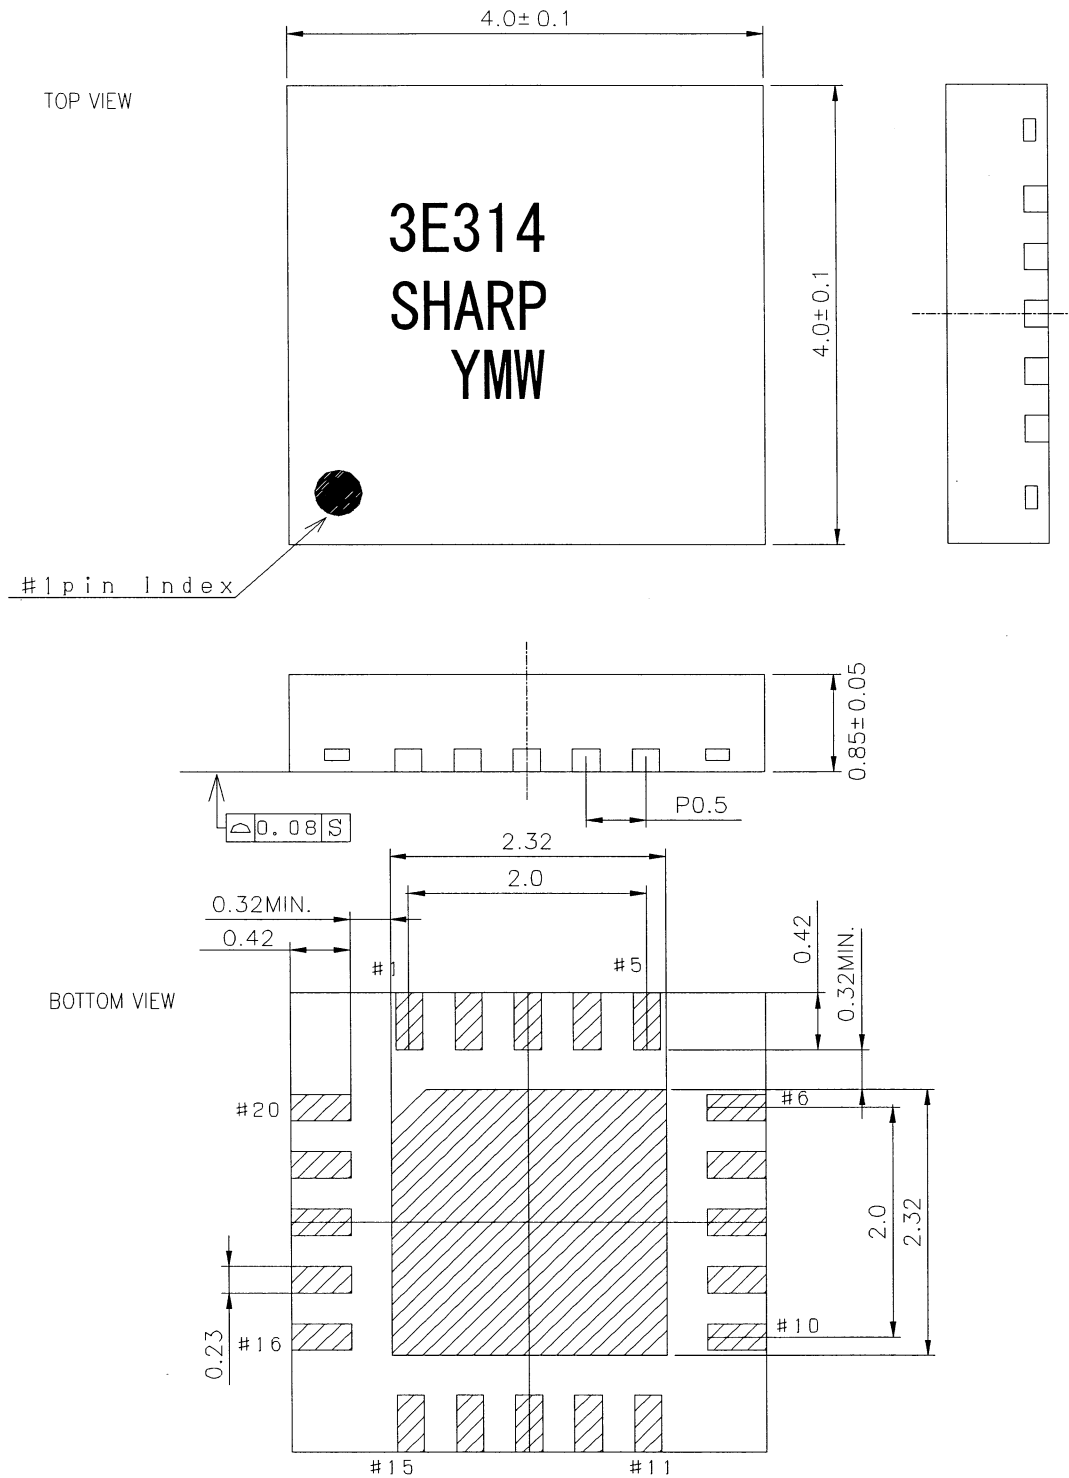 4.0±0.1
TOP VIEW
3E314
SHARP
YMW
4.0±0.1
#1pin Index
0.85±0.05
P0.5
⌓ 0.08 S
2.32
2.0
0.32MIN.
0.42
0.42
0.32MIN.
#1
#5
BOTTOM VIEW
#20
#6
2.0
2.32
0.23
#16
#10
#15
#11